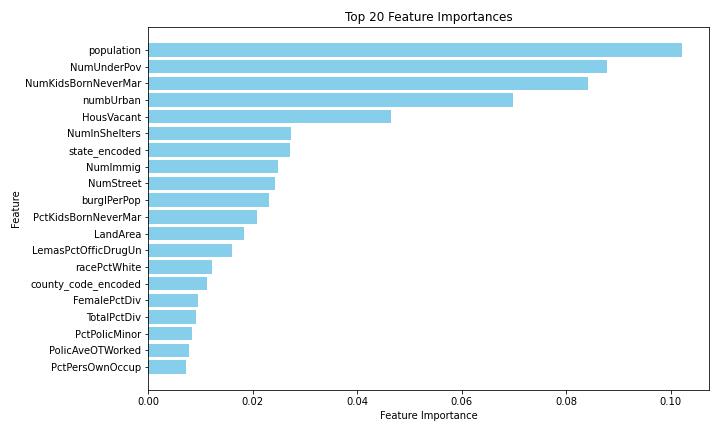 Top 20 Feature Importances
Feature
population
NumUnderPov
NumKidsBornNeverMar
numbUrban
HousVacant
NumInShelters
state_encoded
NumImmig
NumStreet
burglPerPop
PctKidsBornNeverMar
LandArea
LemasPctOfficDrugUn
racePctWhite
county_code_encoded
FemalePctDiv
TotalPctDiv
PctPolicMinor
PolicAveOTWorked
PctPersOwnOccup
0.00 0.02 0.04 0.06 0.08 0.10
Feature Importance